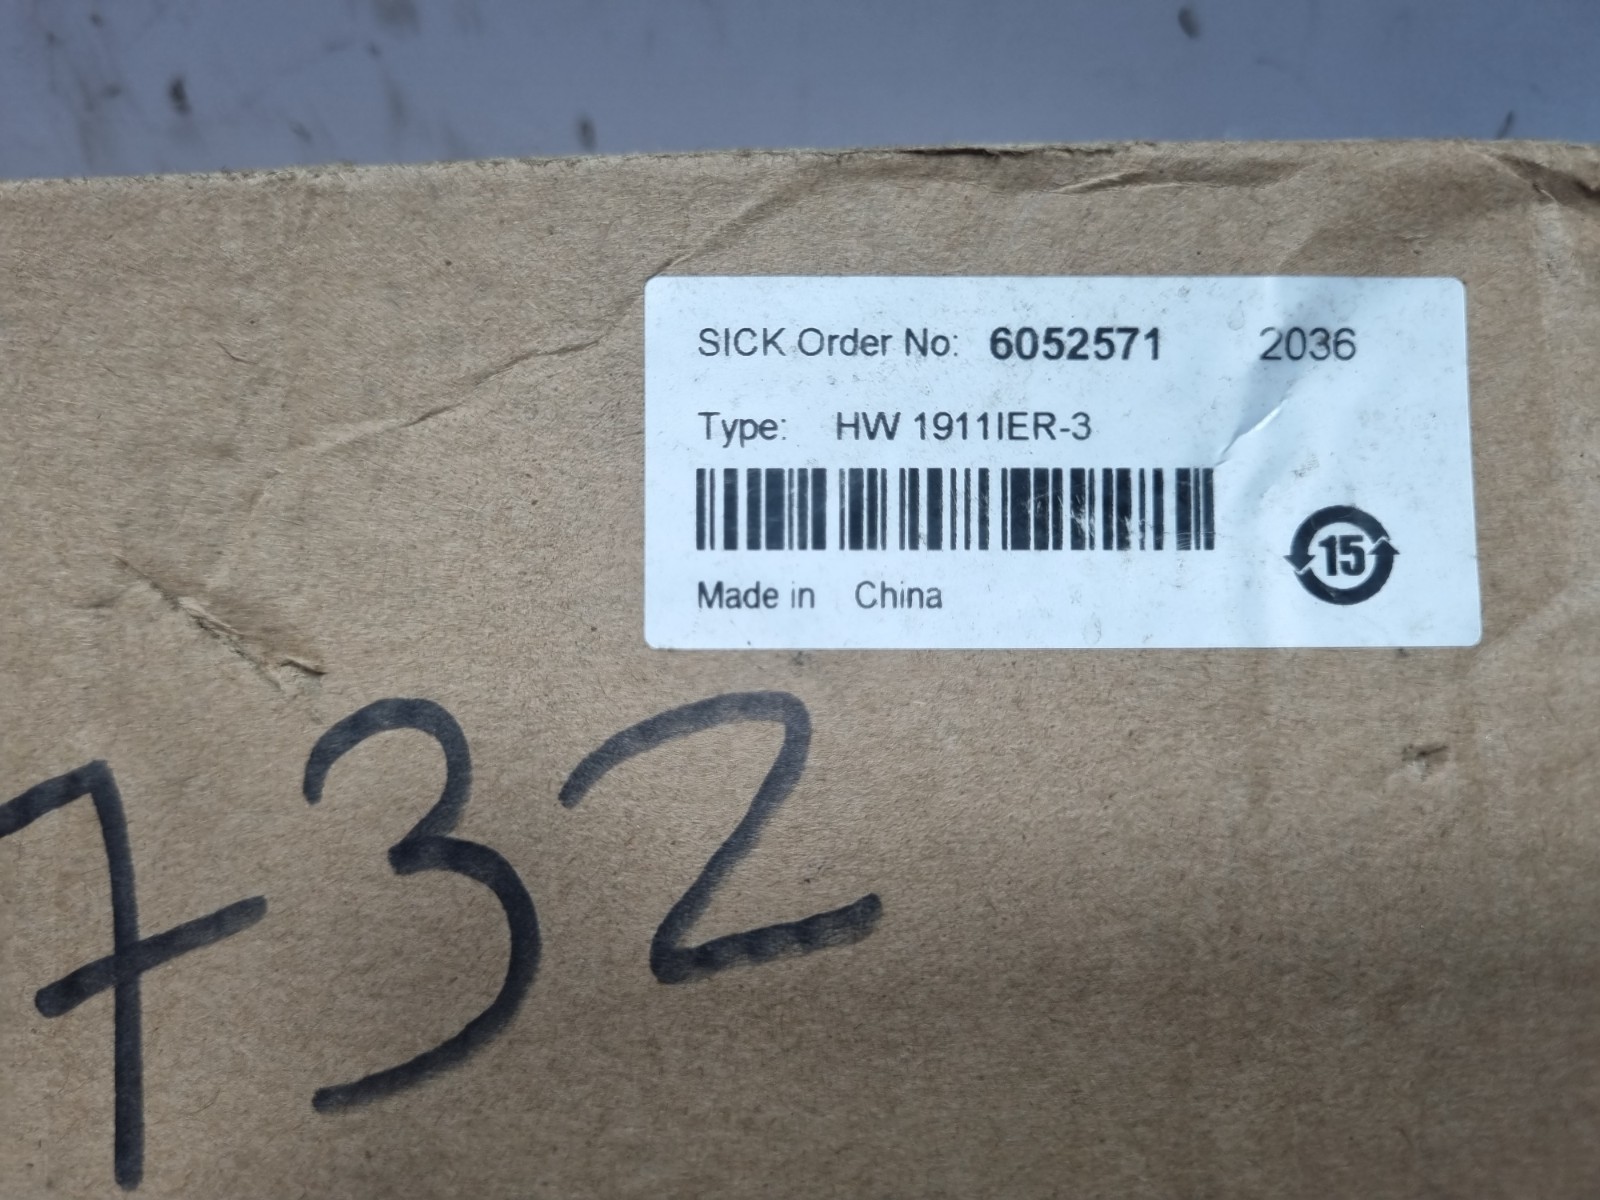 SICK Order No: 6052571 2036
Type: HW 1911IER-3
Made in China
15
732